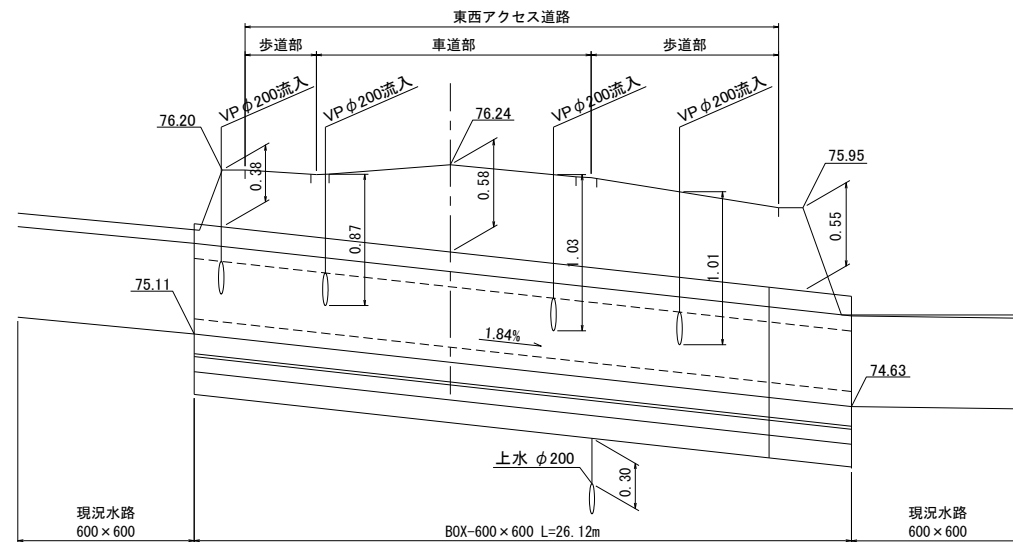 東西アクセス道路
歩道部
車道部
歩道部
VPφ200流入
VPφ200流入
VPφ200流入
VPφ200流入
76.20
76.24
75.95
0.38
0.87
0.58
1.03
1.01
0.55
75.11
1.84%
74.63
上水 φ200
0.30
現況水路
600×600
BOX-600×600 L=26.12m
現況水路
600×600